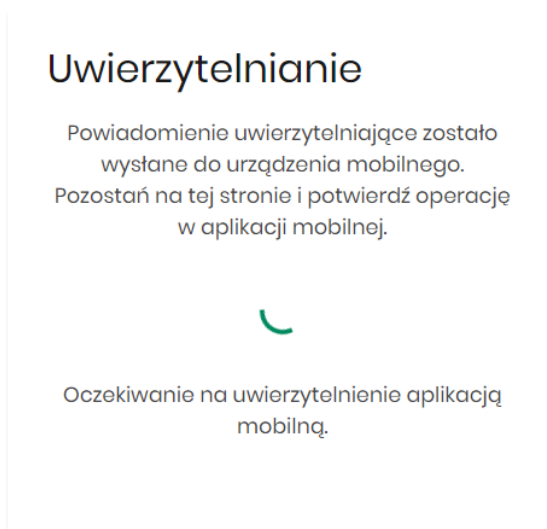 Uwierzytelnianie
Powiadomienie uwierzytelniające zostało
wysłane do urządzenia mobilnego.
Pozostań na tej stronie i potwierdź operację
w aplikacji mobilnej.
Oczekiwanie na uwierzytelnienie aplikacją
mobilną.